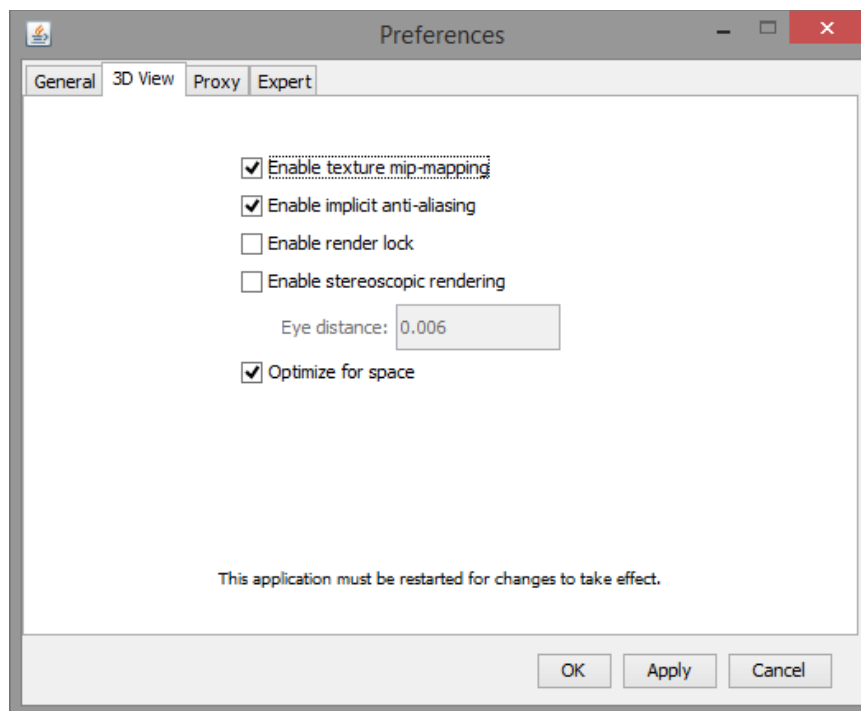 Preferences
General 3D View Proxy Expert
Enable texture mip-mapping
Enable implicit anti-aliasing
Enable render lock
Enable stereoscopic rendering
Eye distance: 0.006
Optimize for space
This application must be restarted for changes to take effect.
OK Apply Cancel